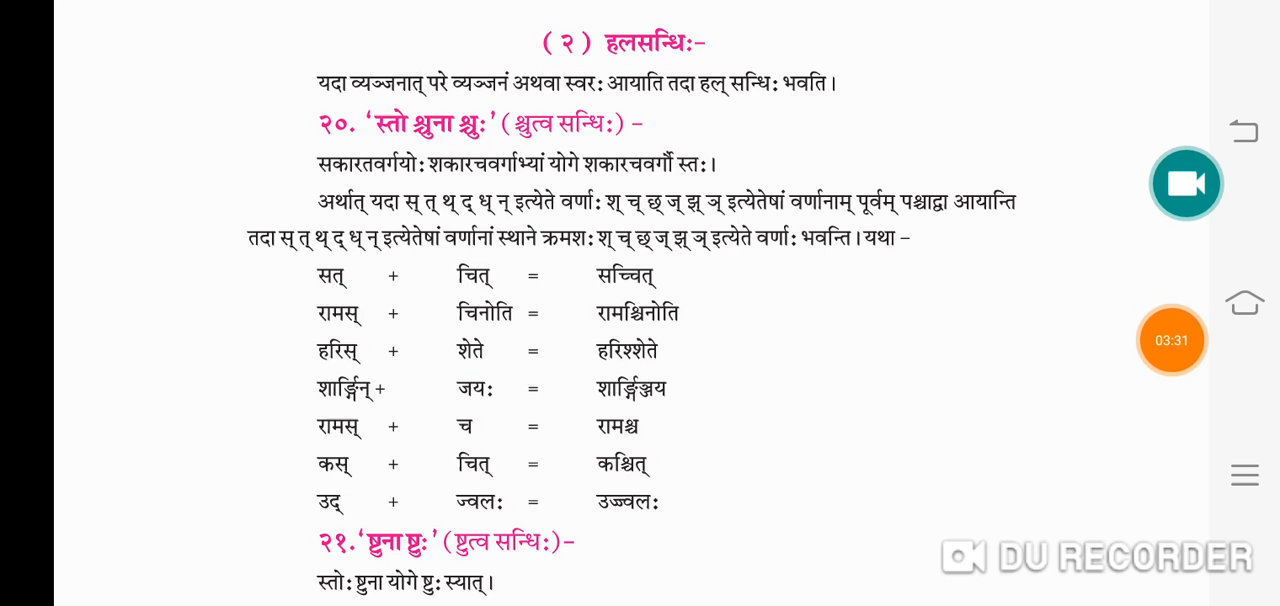 ( २ ) हलसन्धिः-
यदा व्यञ्जनात् परे व्यञ्जनं अथवा स्वरः आयाति तदा हल् सन्धिः भवति।
२०. ‘स्तो श्चुना श्चुः’ ( श्चुत्व सन्धिः) -
सकारतवर्गयोः शकारचवर्गाभ्यां योगे शकारचवर्गौ स्तः।
अर्थात् यदा स् त् थ् द् ध् न् इत्येते वर्णाः श् च् छ् ज् झ् ञ् इत्येतेषां वर्णानाम् पूर्वम् पश्चाद्वा आयान्ति
तदा स् त् थ् द् ध् न् इत्येतेषां वर्णानां स्थाने क्रमशः श् च् छ् ज् झ् ञ् इत्येते वर्णाः भवन्ति। यथा -
सत् + चित् = सच्चित्
रामस् + चिनोति = रामश्चिनोति
हरिस् + शेते = हरिश्शेते
शार्ङ्गिन् + जयः = शार्ङ्गिञ्जय
रामस् + च = रामश्च
कस् + चित् = कश्चित्
उद् + ज्वलः = उज्ज्वलः
२१. ‘ष्टुना ष्टुः’ ( ष्टुत्व सन्धिः)-
स्तोः ष्टुना योगे ष्टुः स्यात्।
03:31
DU RECORDER